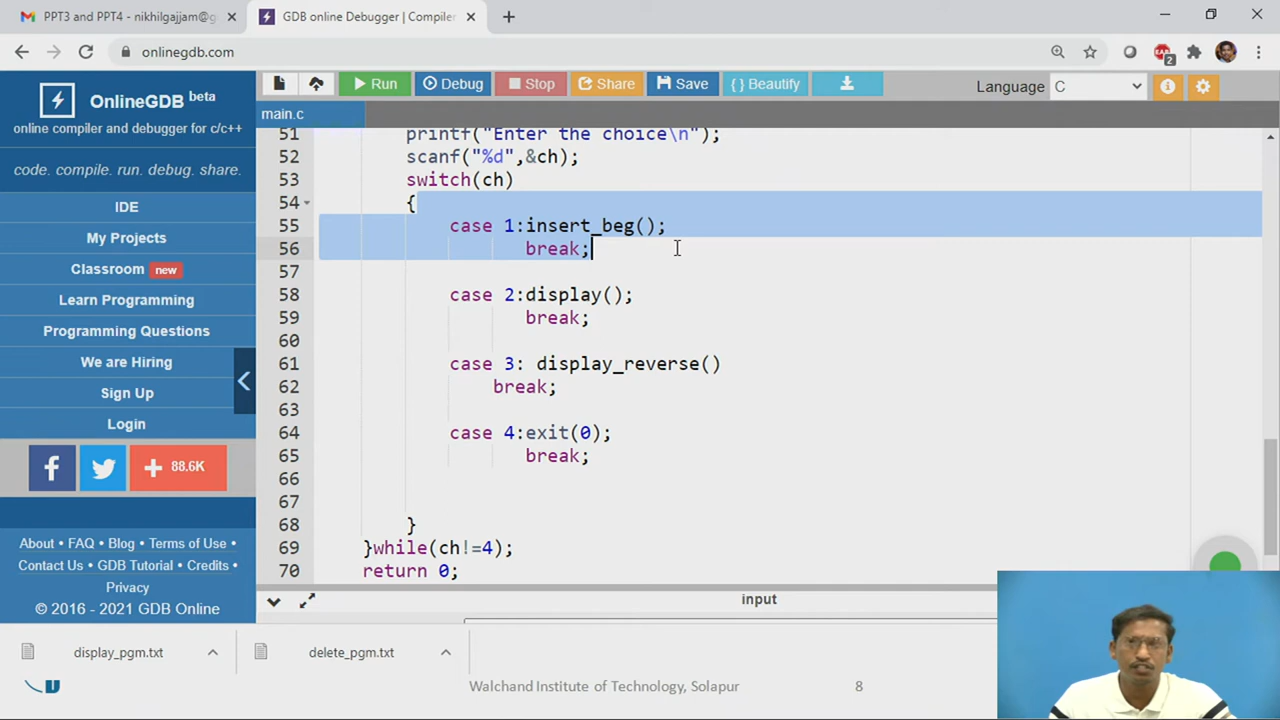 PPT3 and PPT4 - nikhilgajjam@g
GDB online Debugger | Compiler
onlinegdb.com
2
OnlineGDB beta
online compiler and debugger for c/c++
code. compile. run. debug. share.
IDE
My Projects
Classroom new
Learn Programming
Programming Questions
We are Hiring
Sign Up
Login
88.6K
About • FAQ • Blog • Terms of Use •
Contact Us • GDB Tutorial • Credits •
Privacy
© 2016 - 2021 GDB Online
Run Debug Stop Share Save { } Beautify Language C
main.c
51 printf("Enter the choice\n");
52 scanf("%d",&ch);
53 switch(ch)
54 {
55 case 1:insert_beg();
56 break;
57
58 case 2:display();
59 break;
60
61 case 3: display_reverse()
62 break;
63
64 case 4:exit(0);
65 break;
66
67
68 }
69 }while(ch!=4);
70 return 0;
input
display_pgm.txt
delete_pgm.txt
Walchand Institute of Technology, Solapur
8